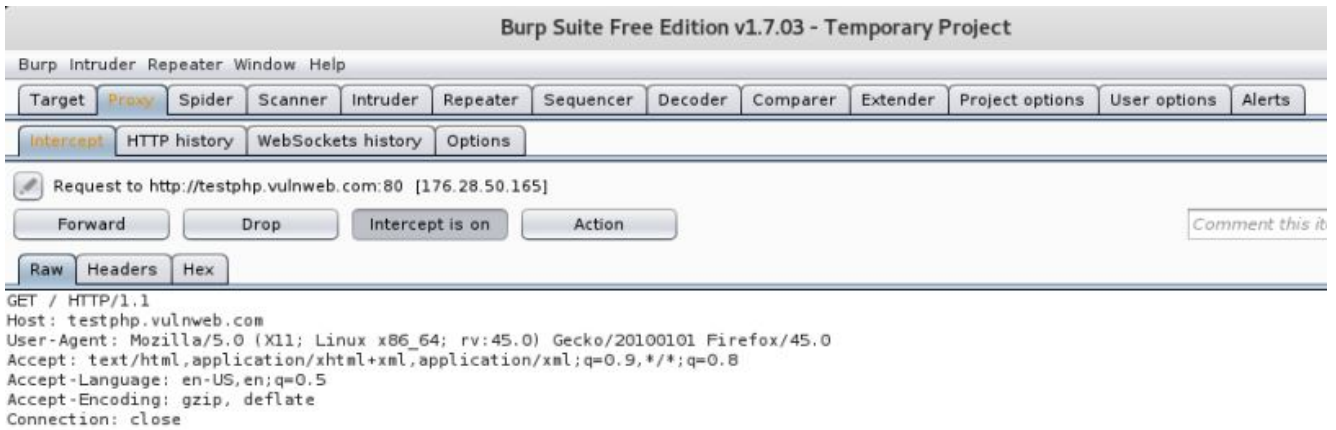 Burp Suite Free Edition v1.7.03 - Temporary Project
Burp Intruder Repeater Window Help
Target Proxy Spider Scanner Intruder Repeater Sequencer Decoder Comparer Extender Project options User options Alerts
Intercept HTTP history WebSockets history Options
Request to http://testphp.vulnweb.com:80 [176.28.50.165]
Forward Drop Intercept is on Action Comment this it
Raw Headers Hex
GET / HTTP/1.1
Host: testphp.vulnweb.com
User-Agent: Mozilla/5.0 (X11; Linux x86_64; rv:45.0) Gecko/20100101 Firefox/45.0
Accept: text/html,application/xhtml+xml,application/xml;q=0.9,*/*;q=0.8
Accept-Language: en-US,en;q=0.5
Accept-Encoding: gzip, deflate
Connection: close